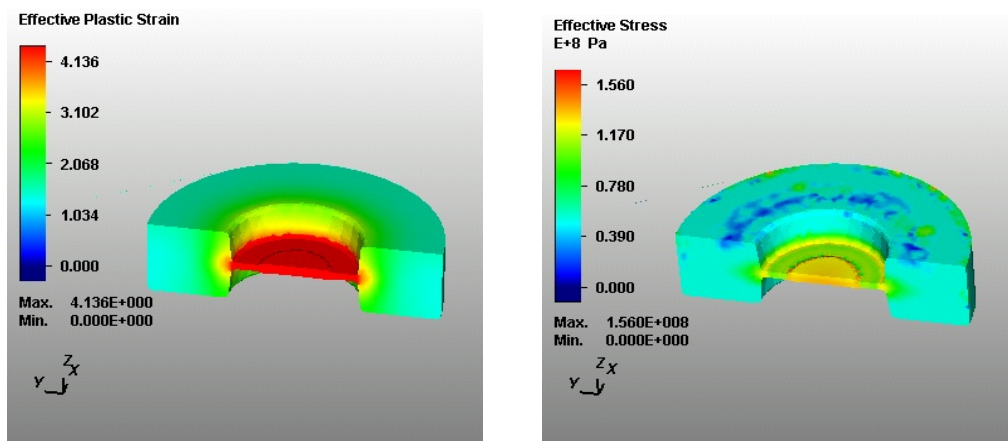 Effective Plastic Strain
4.136
3.102
2.068
1.034
0.000
Max. 4.136E+000
Min. 0.000E+000
Z
X
Y
Effective Stress
E+8 Pa
1.560
1.170
0.780
0.390
0.000
Max. 1.560E+008
Min. 0.000E+000
Z
X
Y